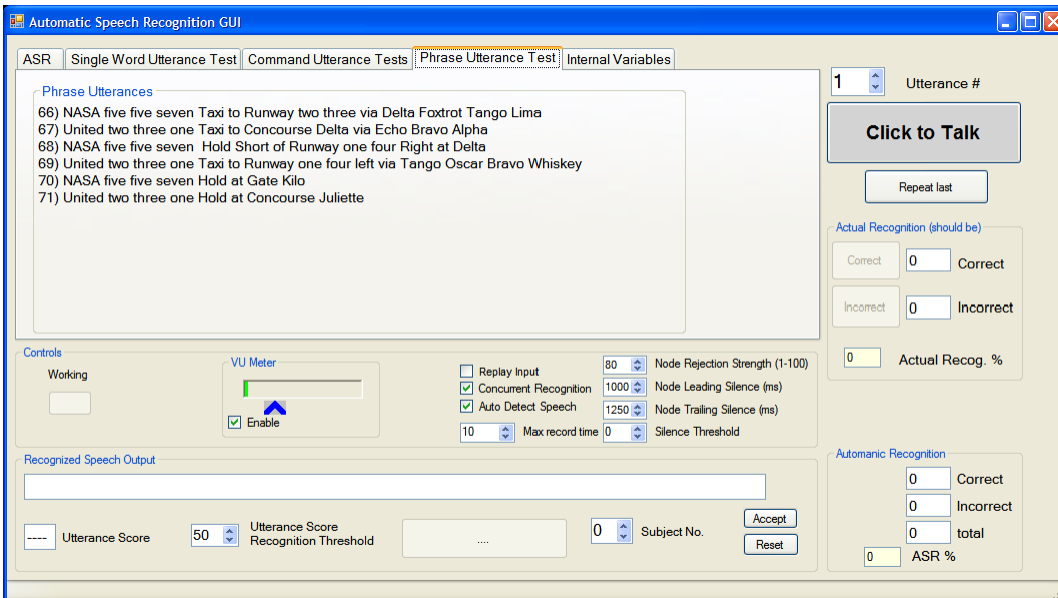 Automatic Speech Recognition GUI
ASR Single Word Utterance Test Command Utterance Tests Phrase Utterance Test Internal Variables
Phrase Utterances
66) NASA five five seven Taxi to Runway two three via Delta Foxtrot Tango Lima
67) United two three one Taxi to Concourse Delta via Echo Bravo Alpha
68) NASA five five seven Hold Short of Runway one four Right at Delta
69) United two three one Taxi to Runway one four left via Tango Oscar Bravo Whiskey
70) NASA five five seven Hold at Gate Kilo
71) United two three one Hold at Concourse Juliette
1 Utterance #
Click to Talk
Repeat last
Actual Recognition (should be)
Correct 0 Correct
Incorrect 0 Incorrect
0 Actual Recog. %
Controls
Working
VU Meter
Enable
Replay Input
Concurrent Recognition
Auto Detect Speech
10 Max record time
80 Node Rejection Strength (1-100)
1000 Node Leading Silence (ms)
1250 Node Trailing Silence (ms)
0 Silence Threshold
Recognized Speech Output
---- Utterance Score
50 Utterance Score
Recognition Threshold
....
0 Subject No.
Accept
Reset
Automanic Recognition
0 Correct
0 Incorrect
0 total
0 ASR %